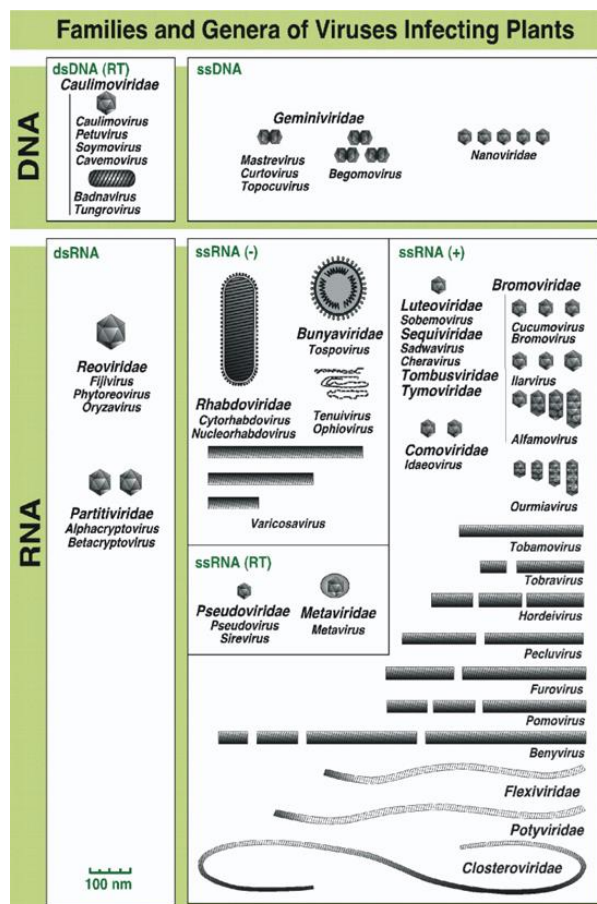 Families and Genera of Viruses Infecting Plants
DNA
dsDNA (RT)
Caulimoviridae
Caulimovirus
Petuvirus
Soymovirus
Cavemovirus
Badnavirus
Tungrovirus
ssDNA
Geminiviridae
Mastrevirus
Curtovirus
Topocuvirus
Begomovirus
Nanoviridae
RNA
dsRNA
Reoviridae
Fijivirus
Phytoreovirus
Oryzavirus
Partitiviridae
Alphacryptovirus
Betacryptovirus
100 nm
ssRNA (-)
Rhabdoviridae
Cytorhabdovirus
Nucleorhabdovirus
Bunyaviridae
Tospovirus
Tenuivirus
Ophiovirus
Varicosavirus
ssRNA (RT)
Pseudoviridae
Pseudovirus
Sirevirus
Metaviridae
Metavirus
ssRNA (+)
Luteoviridae
Sobemovirus
Sequiviridae
Sadwavirus
Cheravirus
Tombusviridae
Tymoviridae
Comoviridae
Idaeovirus
Bromoviridae
Cucumovirus
Bromovirus
Ilarvirus
Alfamovirus
Ourmiavirus
Tobamovirus
Tobravirus
Hordeivirus
Pecluvirus
Furovirus
Pomovirus
Benyvirus
Flexiviridae
Potyviridae
Closteroviridae